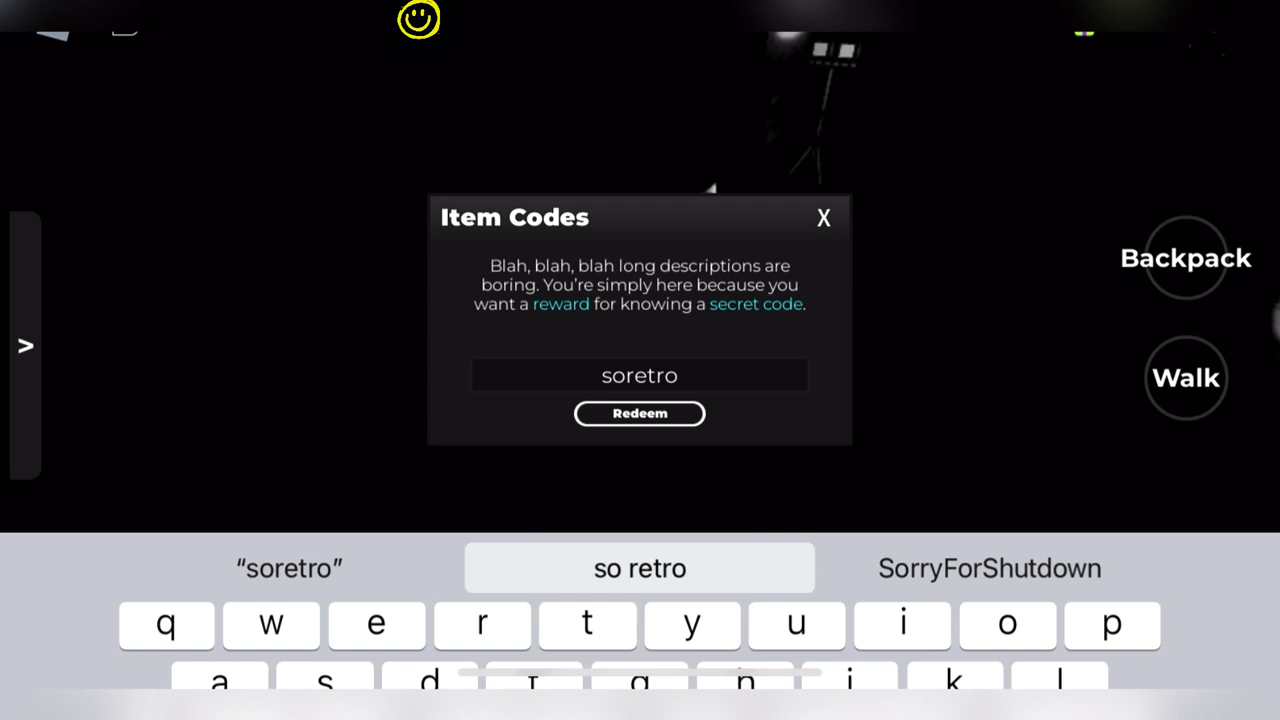 Item Codes
X
Blah, blah, blah long descriptions are
boring. You're simply here because you
want a reward for knowing a secret code.
soretro
Redeem
Backpack
Walk
>
“soretro”
so retro
SorryForShutdown
q w e r t y u i o p
a s d f g h j k l